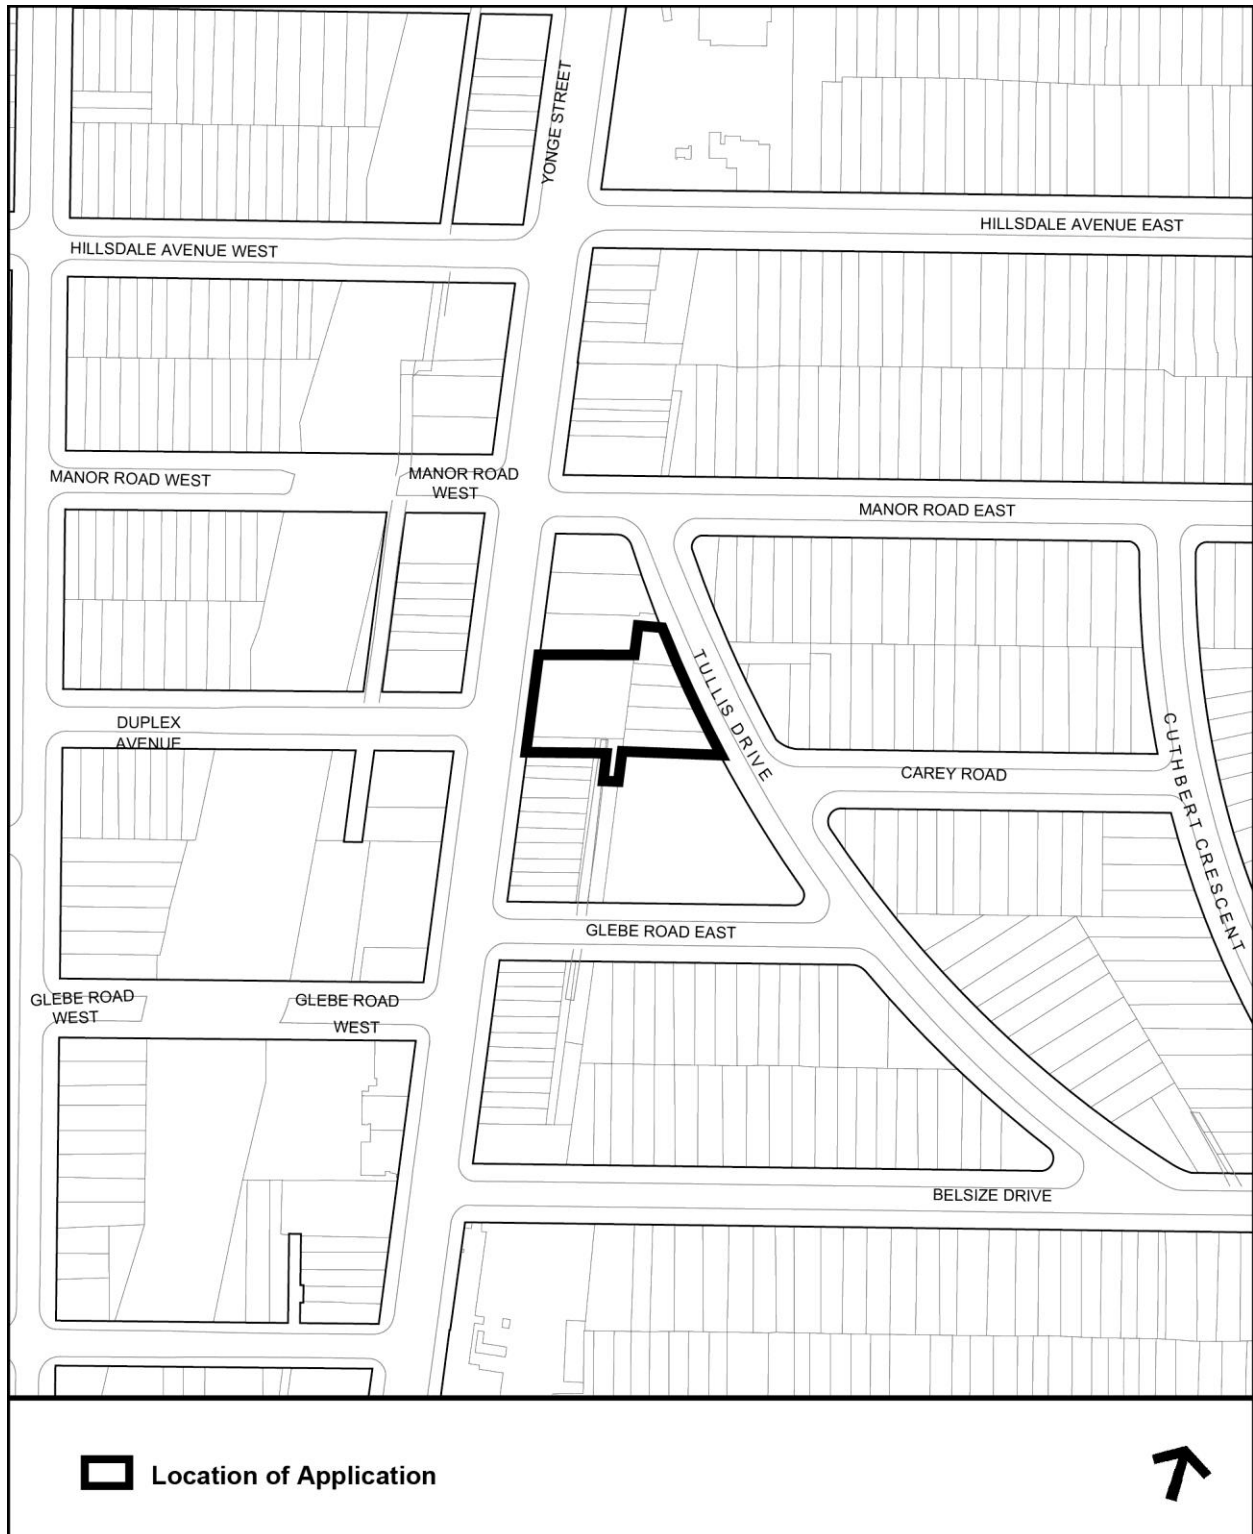 YONGE STREET
HILLSDALE AVENUE EAST
HILLSDALE AVENUE WEST
MANOR ROAD WEST
MANOR ROAD
WEST
MANOR ROAD EAST
TULLIS DRIVE
DUPLEX
AVENUE
CAREY ROAD
CUTHBERT CRESCENT
GLEBE ROAD EAST
GLEBE ROAD
WEST
GLEBE ROAD
WEST
BELSIZE DRIVE
Location of Application